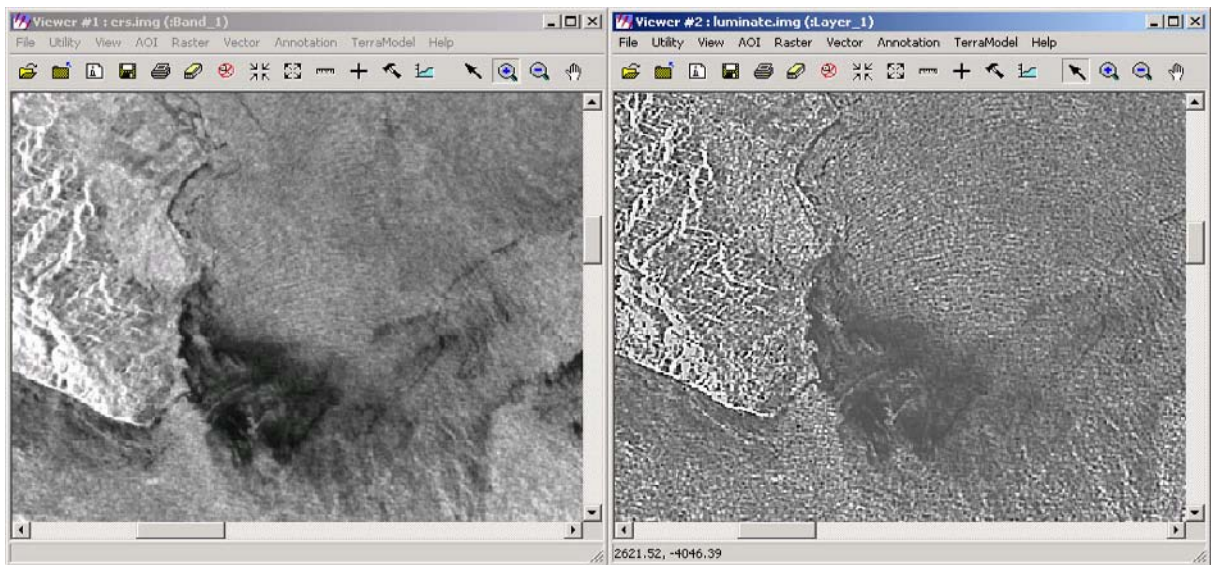 Viewer #1 : ers.img (:Band_1)
File Utility View AOI Raster Vector Annotation TerraModel Help
Viewer #2 : luminate.img (:Layer_1)
File Utility View AOI Raster Vector Annotation TerraModel Help
2621.52, -4046.39